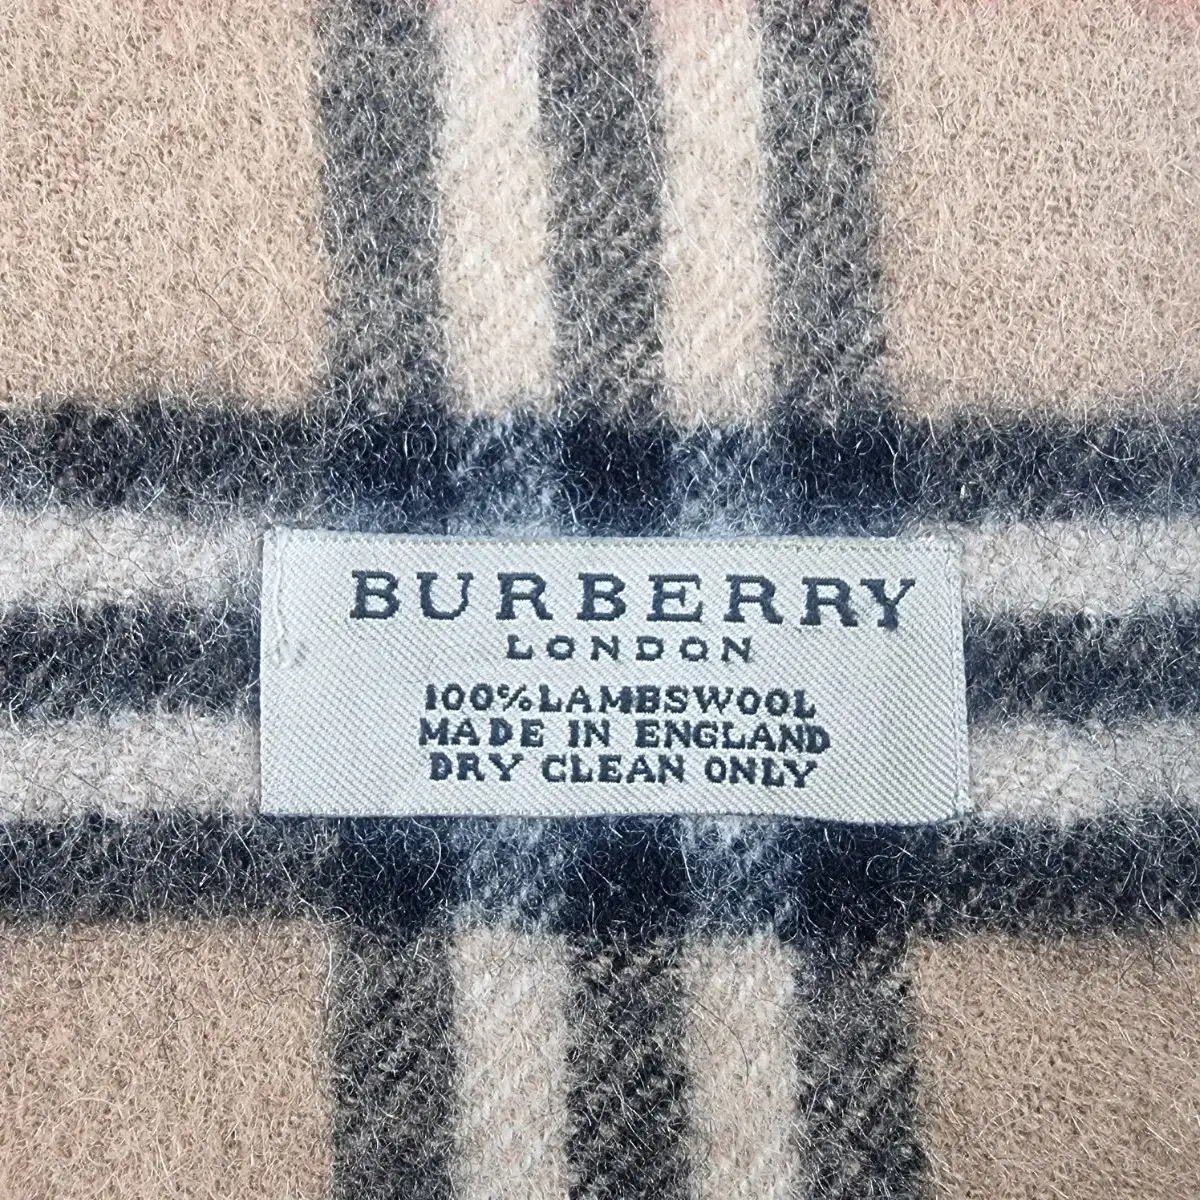 BURBERRY
LONDON
100% LAMBSWOOL
MADE IN ENGLAND
DRY CLEAN ONLY